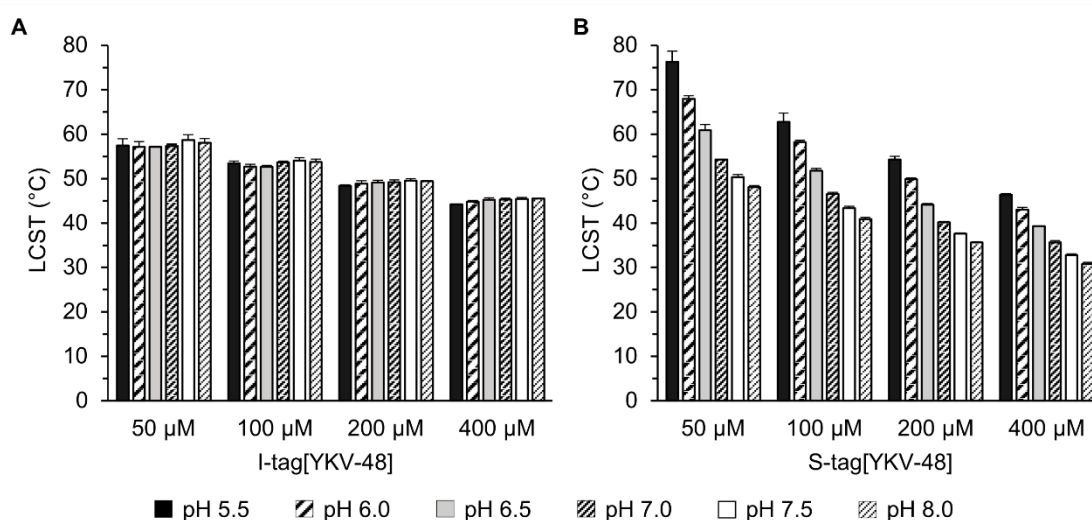 A
LCST (°C)
80
70
60
50
40
30
20
10
0
50 µM 100 µM 200 µM 400 µM
I-tag[YKV-48]
B
LCST (°C)
80
70
60
50
40
30
20
10
0
50 µM 100 µM 200 µM 400 µM
S-tag[YKV-48]
pH 5.5 pH 6.0 pH 6.5 pH 7.0 pH 7.5 pH 8.0